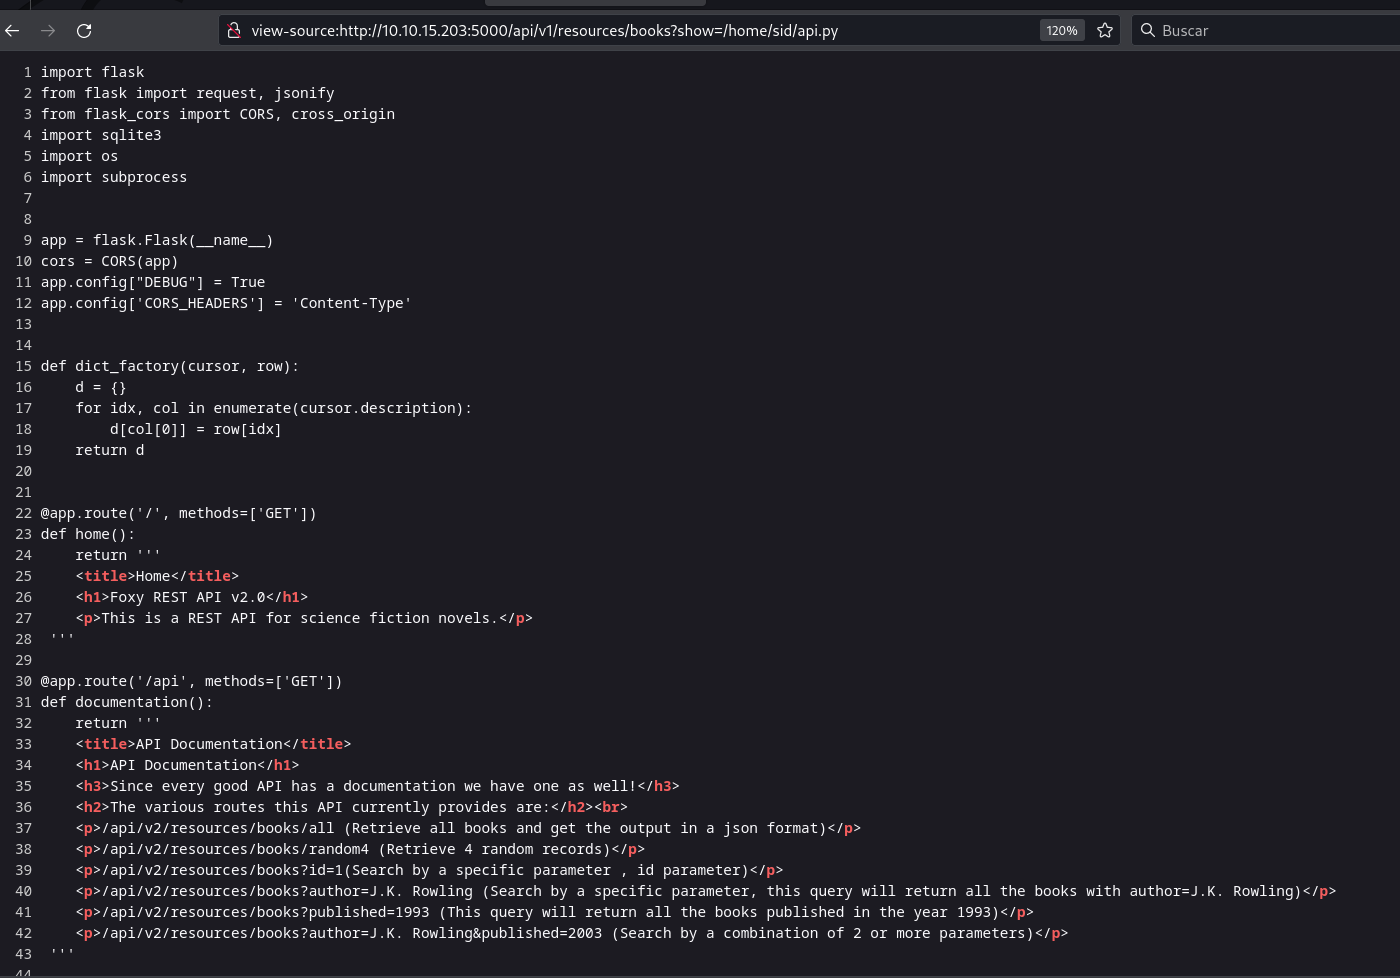 view-source:http://10.10.15.203:5000/api/v1/resources/books?show=/home/sid/api.py 120% Buscar
1 import flask
2 from flask import request, jsonify
3 from flask_cors import CORS, cross_origin
4 import sqlite3
5 import os
6 import subprocess
7
8
9 app = flask.Flask(__name__)
10 cors = CORS(app)
11 app.config["DEBUG"] = True
12 app.config['CORS_HEADERS'] = 'Content-Type'
13
14
15 def dict_factory(cursor, row):
16     d = {}
17     for idx, col in enumerate(cursor.description):
18         d[col[0]] = row[idx]
19     return d
20
21
22 @app.route('/', methods=['GET'])
23 def home():
24     return '''
25     <title>Home</title>
26     <h1>Foxy REST API v2.0</h1>
27     <p>This is a REST API for science fiction novels.</p>
28  '''
29
30 @app.route('/api', methods=['GET'])
31 def documentation():
32     return '''
33     <title>API Documentation</title>
34     <h1>API Documentation</h1>
35     <h3>Since every good API has a documentation we have one as well!</h3>
36     <h2>The various routes this API currently provides are:</h2><br>
37     <p>/api/v2/resources/books/all (Retrieve all books and get the output in a json format)</p>
38     <p>/api/v2/resources/books/random4 (Retrieve 4 random records)</p>
39     <p>/api/v2/resources/books?id=1(Search by a specific parameter , id parameter)</p>
40     <p>/api/v2/resources/books?author=J.K. Rowling (Search by a specific parameter, this query will return all the books with author=J.K. Rowling)</p>
41     <p>/api/v2/resources/books?published=1993 (This query will return all the books published in the year 1993)</p>
42     <p>/api/v2/resources/books?author=J.K. Rowling&published=2003 (Search by a combination of 2 or more parameters)</p>
43  '''
44